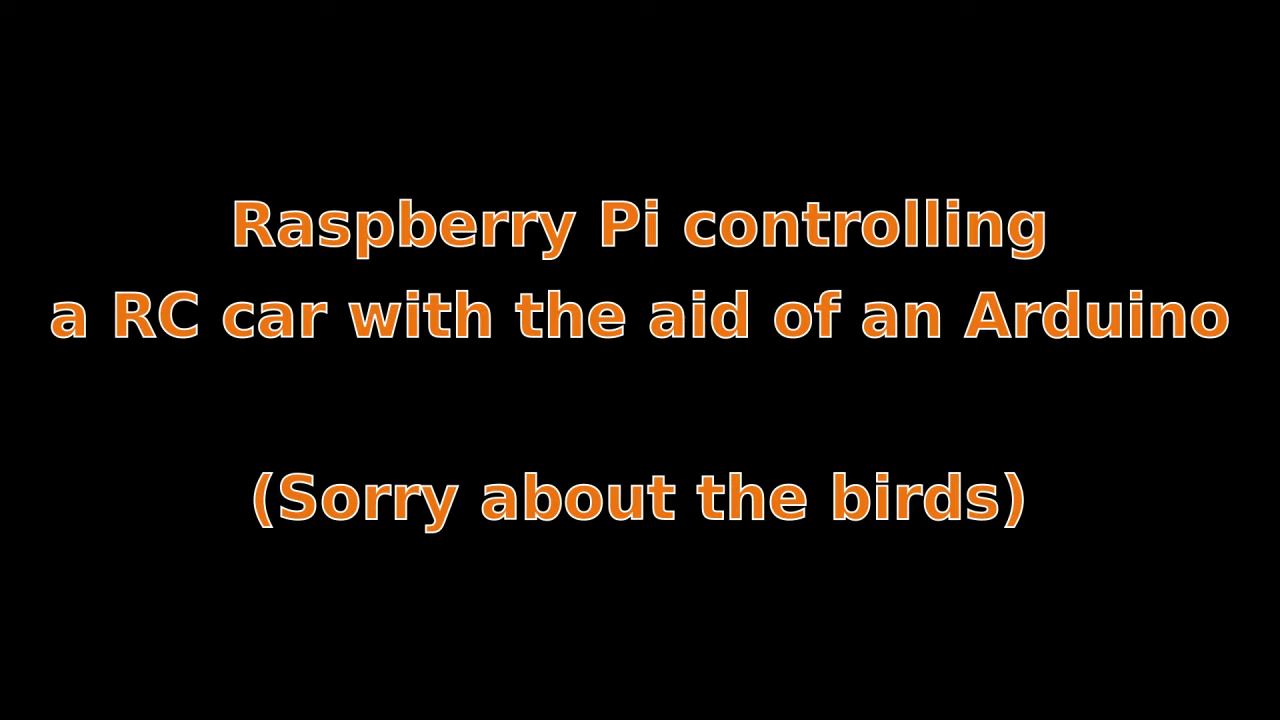 Raspberry Pi controlling
a RC car with the aid of an Arduino
(Sorry about the birds)